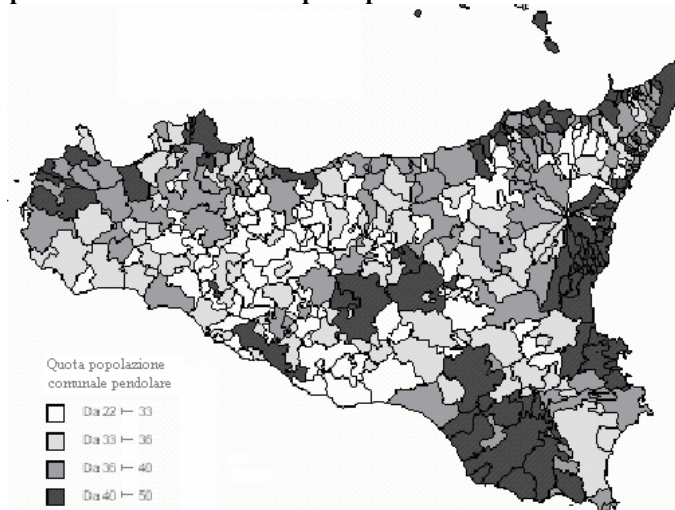 Quota popolazione
comunale pendolare
Da 22 ⊢ 33
Da 33 ⊢ 36
Da 36 ⊢ 40
Da 40 ⊢ 50